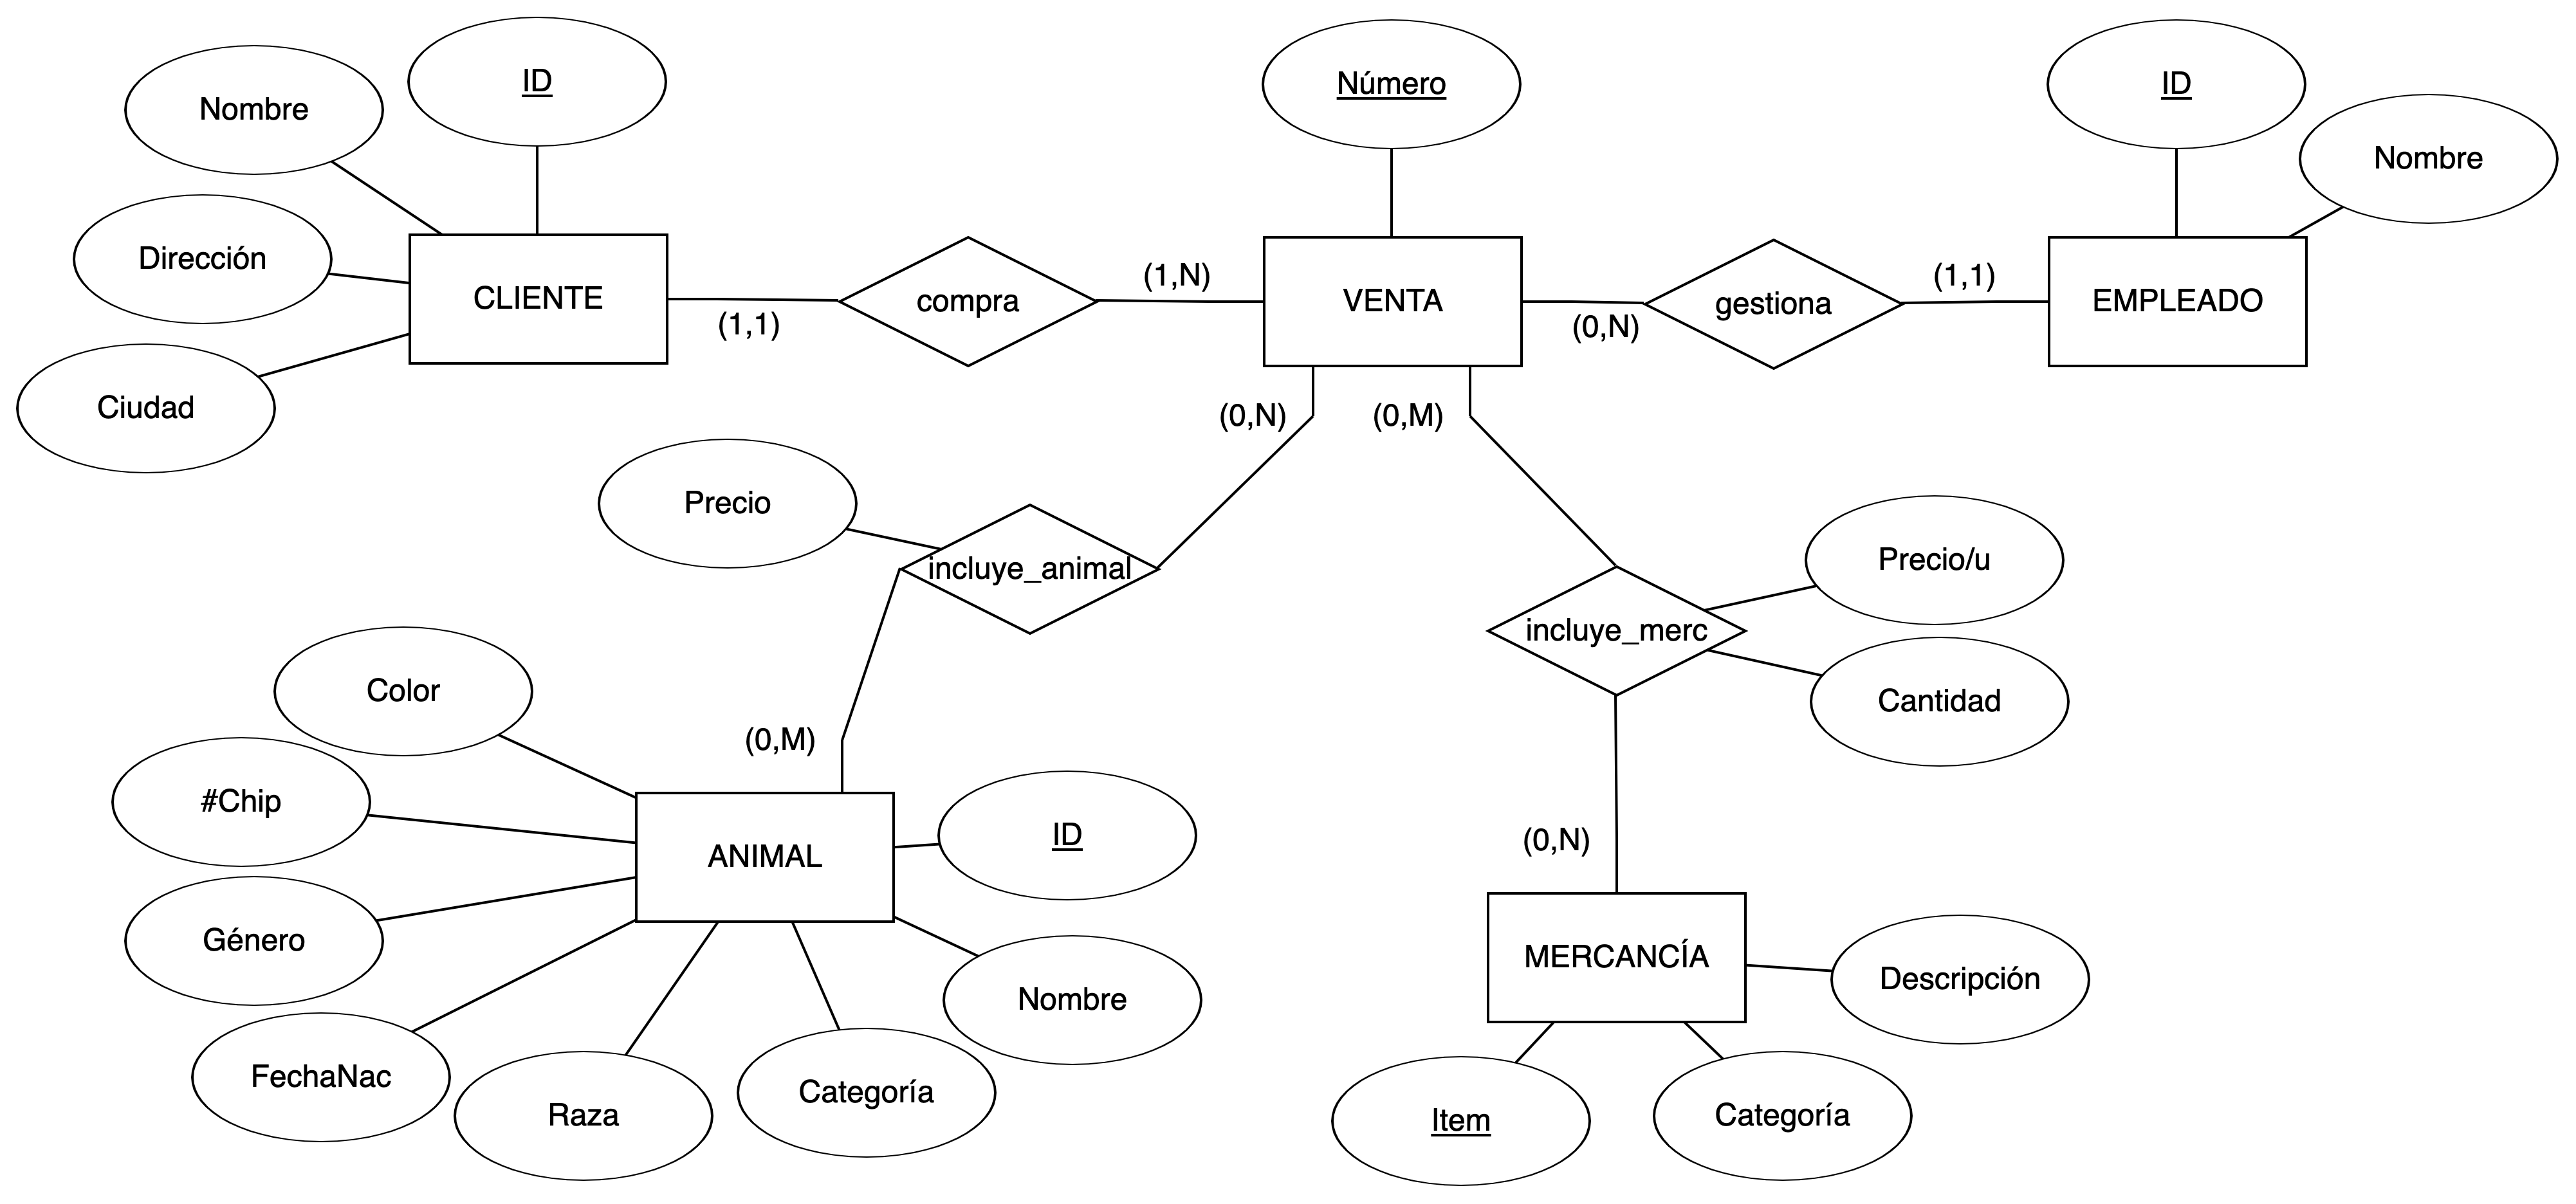 ID
Nombre
Número
ID
Nombre
Dirección
CLIENTE
compra
(1,N)
(1,1)
VENTA
gestiona
(1,1)
(0,N)
EMPLEADO
Ciudad
(0,N)
(0,M)
Precio
incluye_animal
Precio/u
incluye_merc
Cantidad
Color
(0,M)
#Chip
ANIMAL
ID
(0,N)
Género
MERCANCÍA
Descripción
Nombre
FechaNac
Raza
Categoría
Item
Categoría